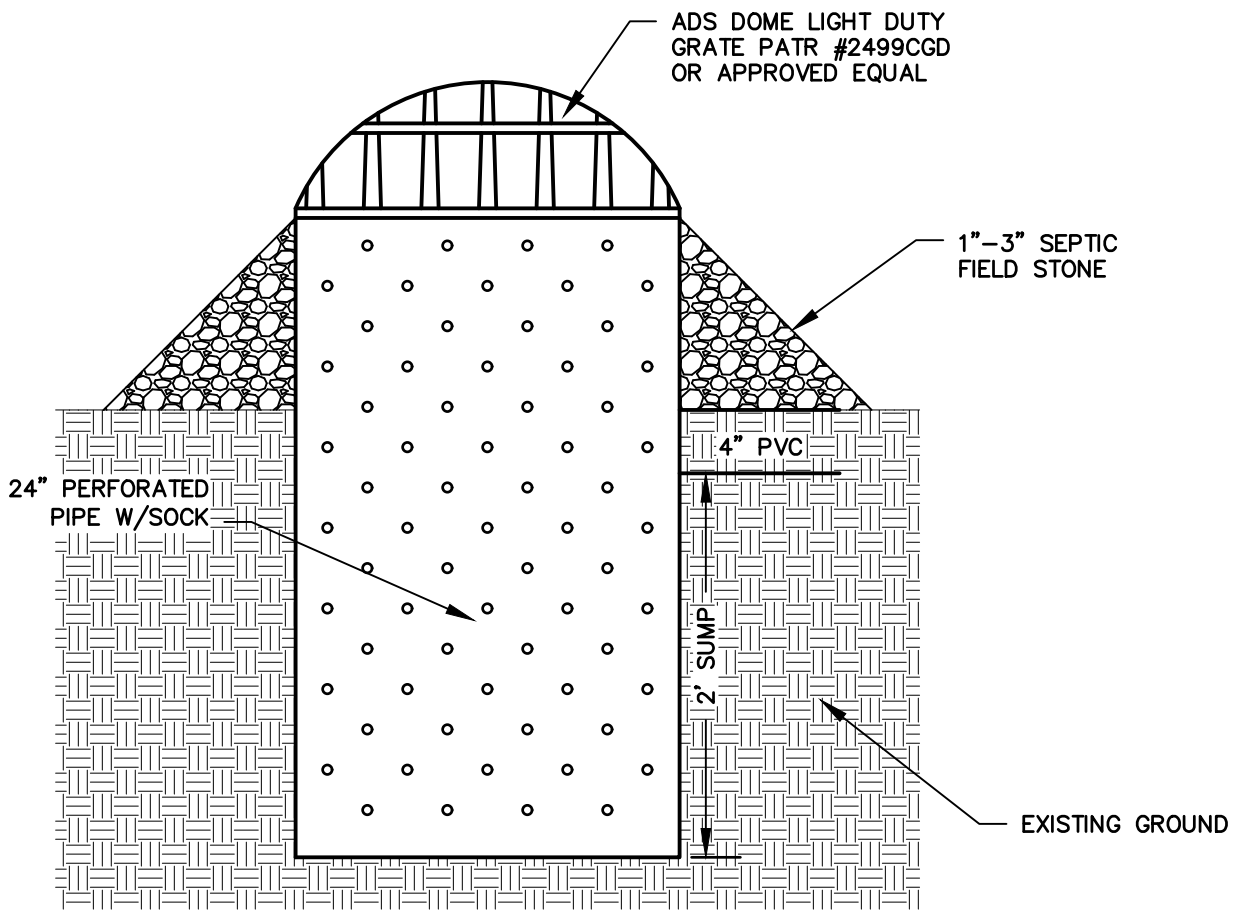 ADS DOME LIGHT DUTY
GRATE PATR #2499CGD
OR APPROVED EQUAL
1"-3" SEPTIC
FIELD STONE
4" PVC
24" PERFORATED
PIPE W/SOCK
2' SUMP
EXISTING GROUND